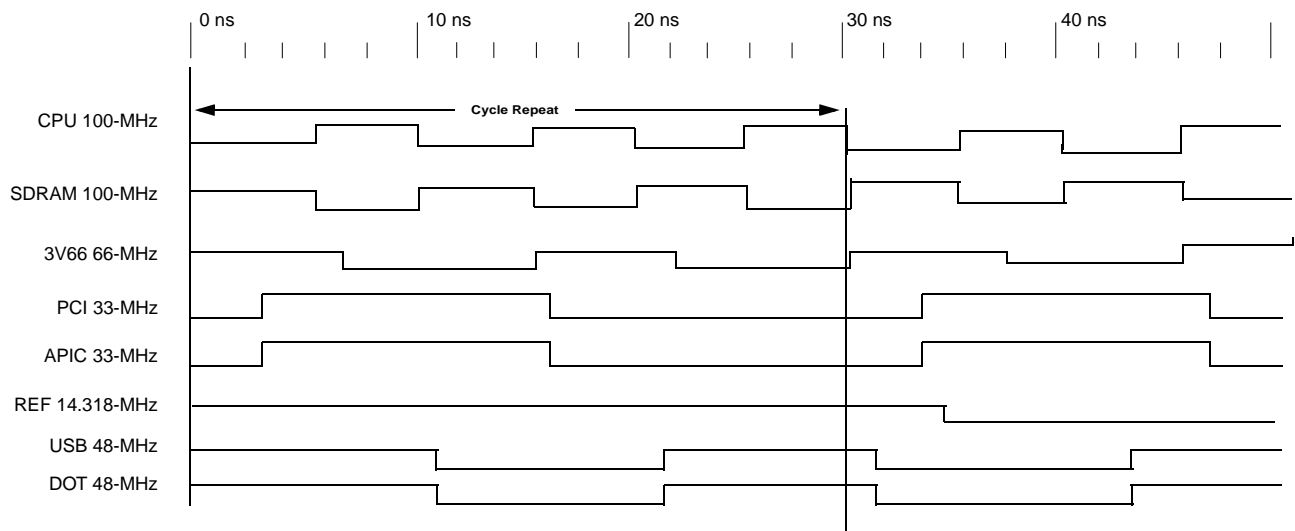 0 ns 10 ns 20 ns 30 ns 40 ns
Cycle Repeat
CPU 100-MHz
SDRAM 100-MHz
3V66 66-MHz
PCI 33-MHz
APIC 33-MHz
REF 14.318-MHz
USB 48-MHz
DOT 48-MHz